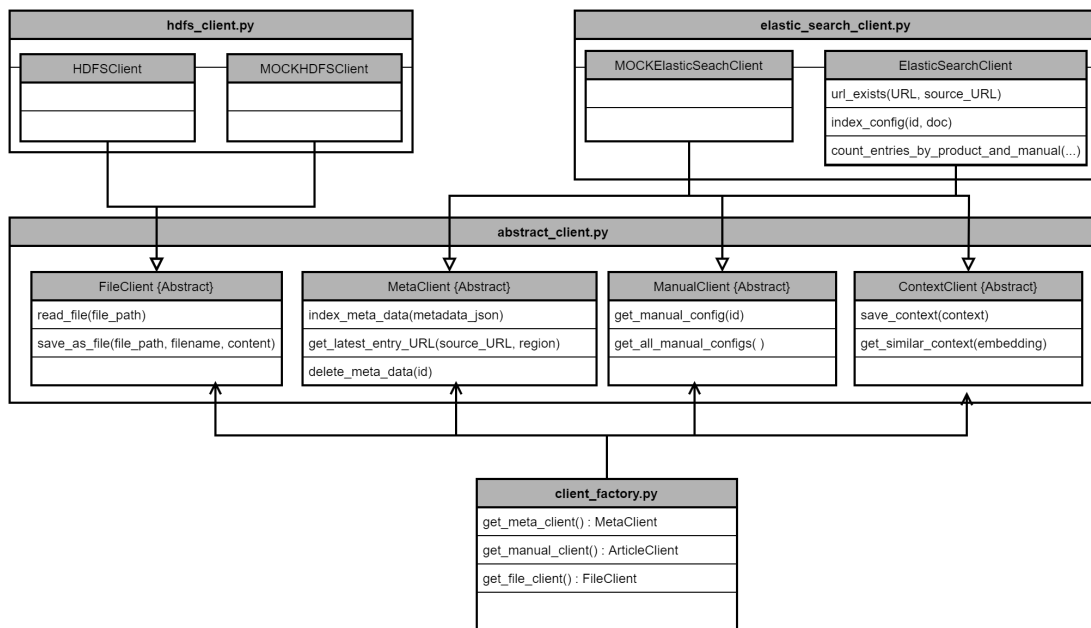 hdfs_client.py
HDFSClient
MOCKHDFSClient
elastic_search_client.py
MOCKElasticSeachClient
ElasticSearchClient
url_exists(URL, source_URL)
index_config(id, doc)
count_entries_by_product_and_manual(...)
abstract_client.py
FileClient {Abstract}
read_file(file_path)
save_as_file(file_path, filename, content)
MetaClient {Abstract}
index_meta_data(metadata_json)
get_latest_entry_URL(source_URL, region)
delete_meta_data(id)
ManualClient {Abstract}
get_manual_config(id)
get_all_manual_configs( )
ContextClient {Abstract}
save_context(context)
get_similar_context(embedding)
client_factory.py
get_meta_client() : MetaClient
get_manual_client() : ArticleClient
get_file_client() : FileClient